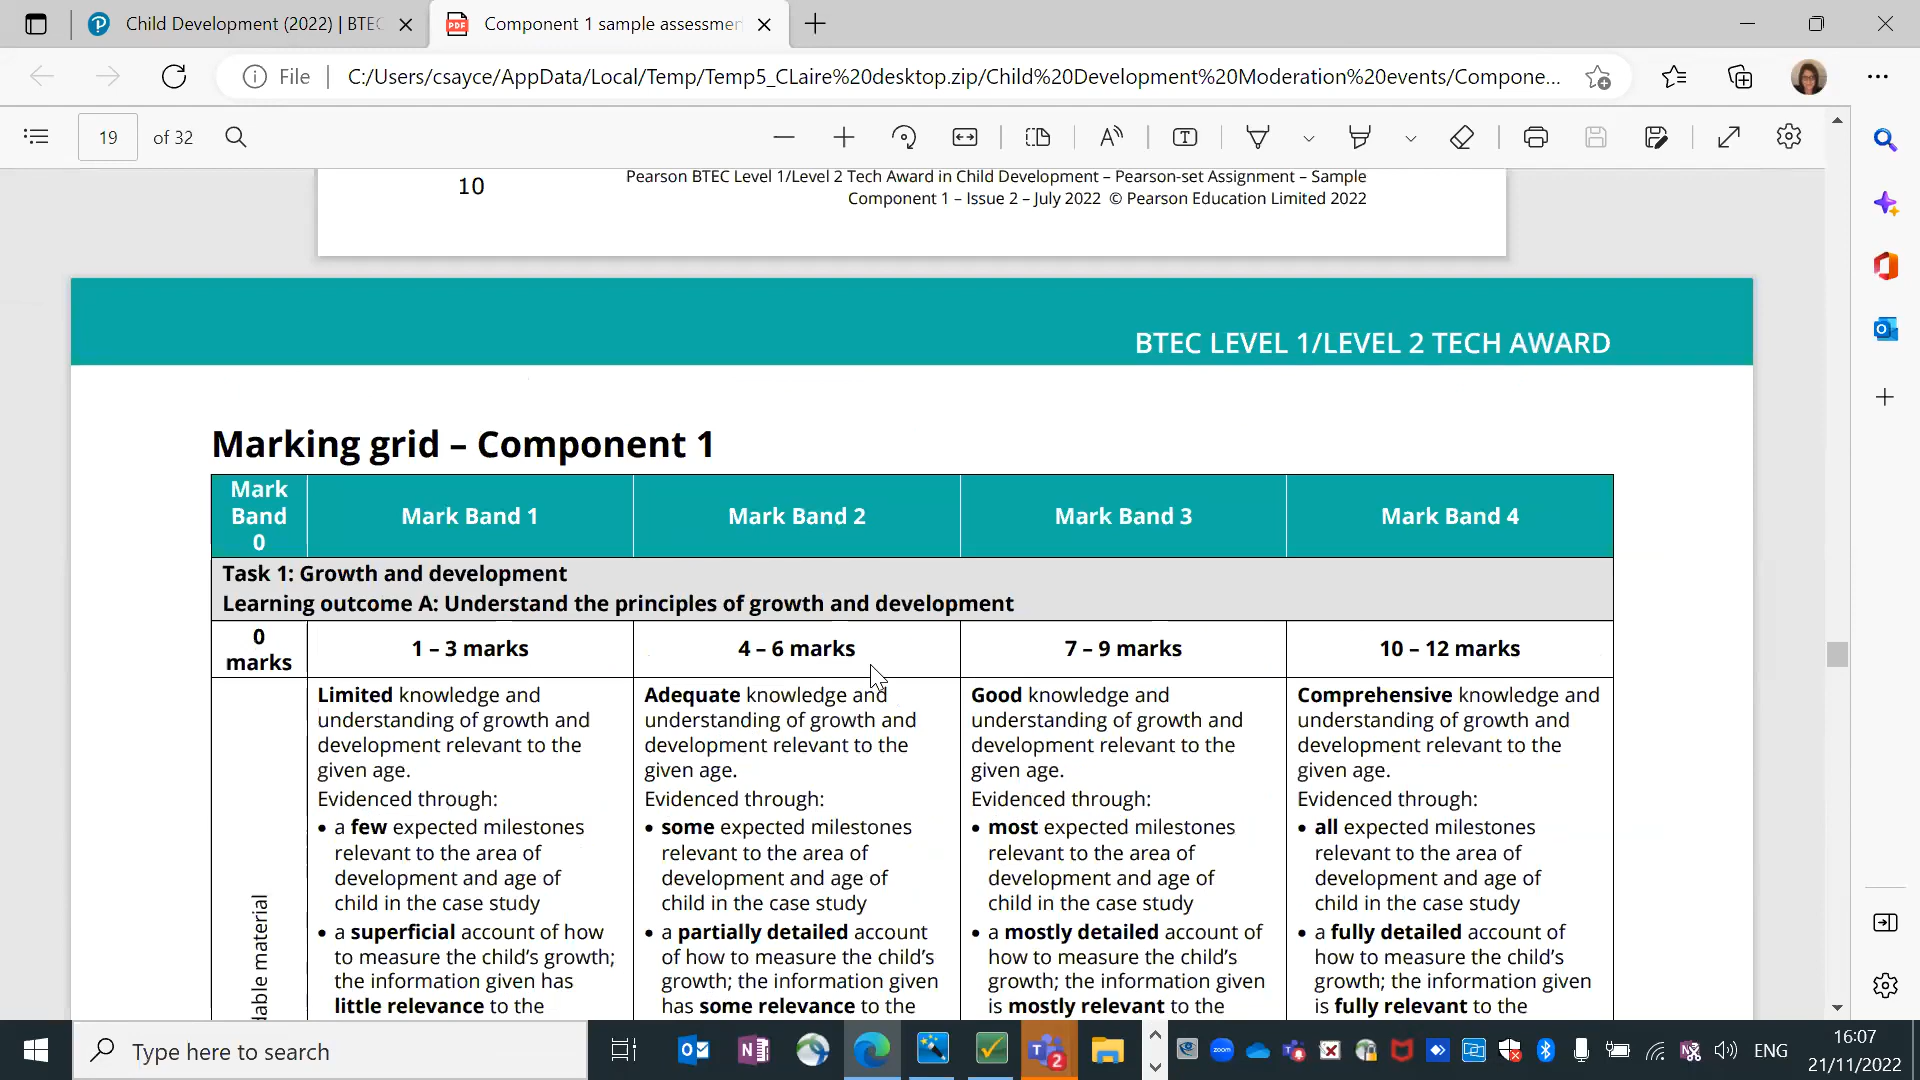 Child Development (2022) | BTEC
Component 1 sample assessmen
File
C:/Users/csayce/AppData/Local/Temp/Temp5_CLaire%20desktop.zip/Child%20Development%20Moderation%20events/Compone...
19 of 32
10
Pearson BTEC Level 1/Level 2 Tech Award in Child Development – Pearson-set Assignment – Sample
Component 1 – Issue 2 – July 2022 © Pearson Education Limited 2022
BTEC LEVEL 1/LEVEL 2 TECH AWARD
Marking grid – Component 1
Mark
Band
0
Mark Band 1
Mark Band 2
Mark Band 3
Mark Band 4
Task 1: Growth and development
Learning outcome A: Understand the principles of growth and development
0
marks
1 – 3 marks
4 – 6 marks
7 – 9 marks
10 – 12 marks
dable material
Limited knowledge and
understanding of growth and
development relevant to the
given age.
Evidenced through:
• a few expected milestones
relevant to the area of
development and age of
child in the case study
• a superficial account of how
to measure the child's growth;
the information given has
little relevance to the
Adequate knowledge and
understanding of growth and
development relevant to the
given age.
Evidenced through:
• some expected milestones
relevant to the area of
development and age of
child in the case study
• a partially detailed account
of how to measure the child's
growth; the information given
has some relevance to the
Good knowledge and
understanding of growth and
development relevant to the
given age.
Evidenced through:
• most expected milestones
relevant to the area of
development and age of
child in the case study
• a mostly detailed account of
how to measure the child's
growth; the information given
is mostly relevant to the
Comprehensive knowledge and
understanding of growth and
development relevant to the
given age.
Evidenced through:
• all expected milestones
relevant to the area of
development and age of
child in the case study
• a fully detailed account of
how to measure the child's
growth; the information given
is fully relevant to the
Type here to search
ENG
16:07
21/11/2022